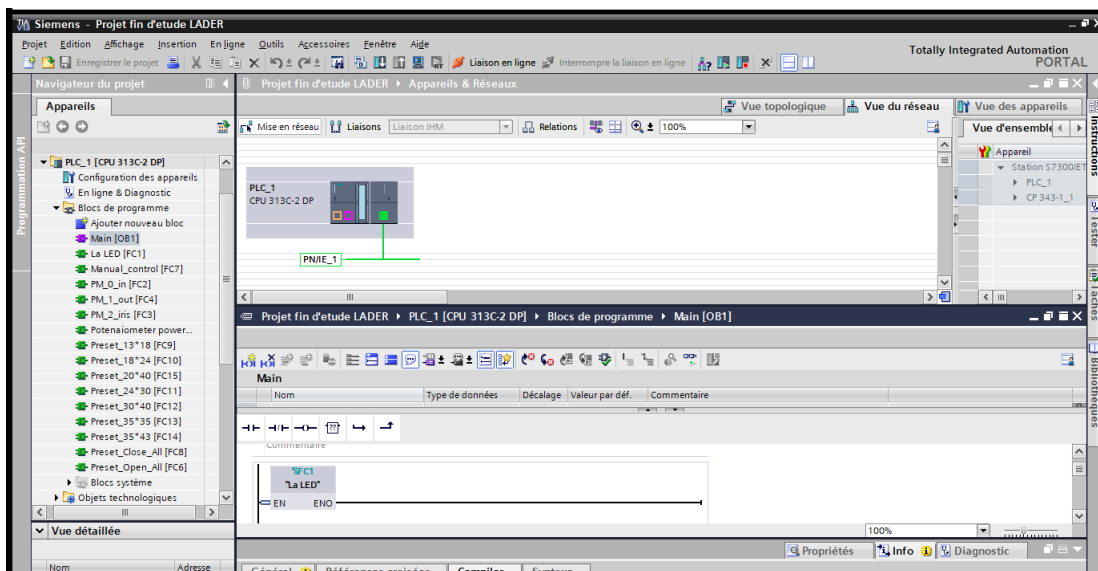 Siemens - Projet fin d'etude LADER
Projet Edition Affichage Insertion En ligne Outils Accessoires Fenêtre Aide
Totally Integrated Automation
PORTAL
Enregistrer le projet Liaison en ligne Interrompre la liaison en ligne
Navigateur du projet
Projet fin d'etude LADER ▸ Appareils & Réseaux
Appareils
Vue topologique Vue du réseau Vue des appareils
Mise en réseau Liaisons Liaison IHM Relations 100%
Vue d'ensemble
Appareil
Station S7300/ET
PLC_1
CP 343-1_1
PLC_1 [CPU 313C-2 DP]
Configuration des appareils
En ligne & Diagnostic
Blocs de programme
Ajouter nouveau bloc
Main [OB1]
La LED [FC1]
Manual_control [FC7]
PM_0_in [FC2]
PM_1_out [FC4]
PM_2_iris [FC3]
Potenaiometer power...
Preset_13*18 [FC9]
Preset_18*24 [FC10]
Preset_20*40 [FC15]
Preset_24*30 [FC11]
Preset_30*40 [FC12]
Preset_35*35 [FC13]
Preset_35*43 [FC14]
Preset_Close_All [FC8]
Preset_Open_All [FC6]
Blocs système
Objets technologiques
Vue détaillée
Nom Adresse
Programmation API
PLC_1
CPU 313C-2 DP
PN/IE_1
Projet fin d'etude LADER ▸ PLC_1 [CPU 313C-2 DP] ▸ Blocs de programme ▸ Main [OB1]
Main
Nom Type de données Décalage Valeur par déf. Commentaire
Commentaire
%FC1
"La LED"
EN ENO
100%
Propriétés Info Diagnostic
Général Références croisées Compiler Syntaxe
Instructions
Tester
Tâches
Bibliothèques